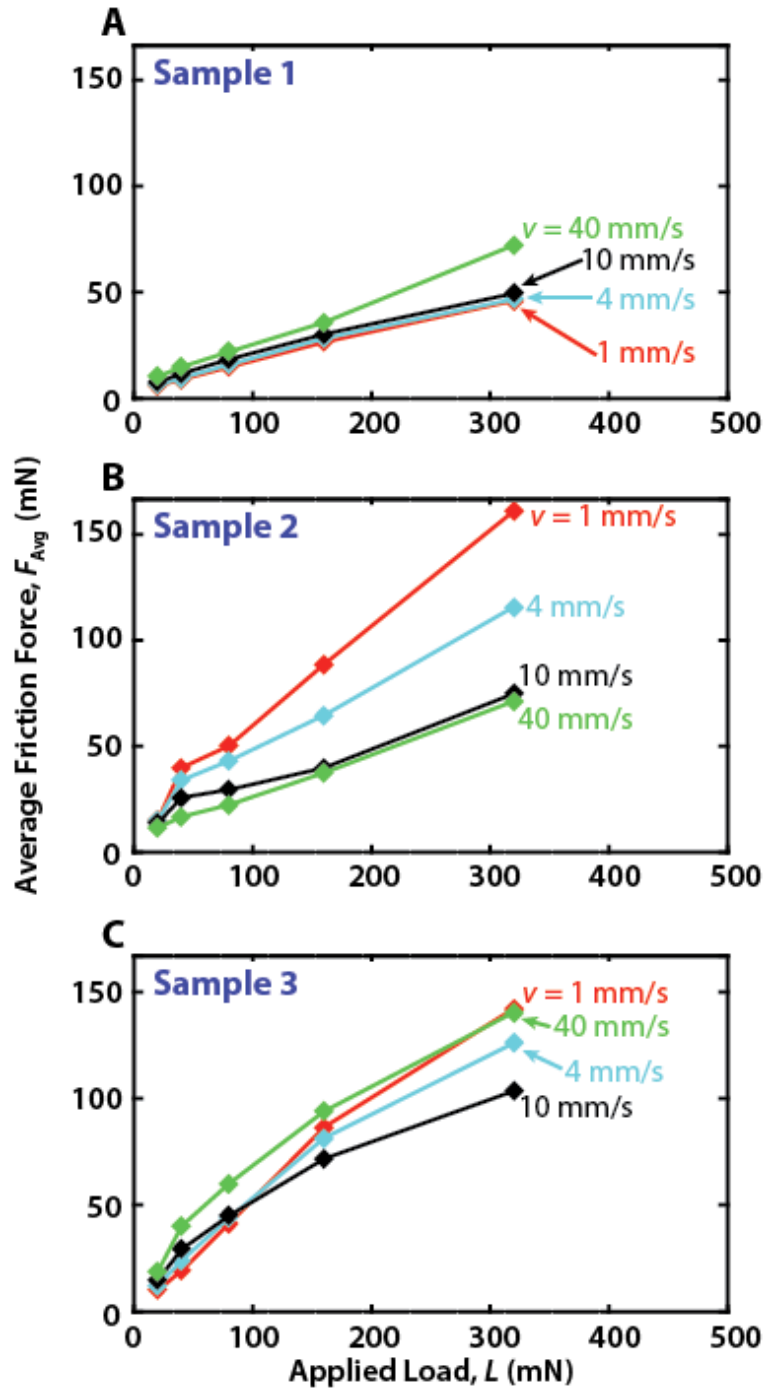 A
Sample 1
150
100
50
0
v = 40 mm/s
10 mm/s
4 mm/s
1 mm/s
0 100 200 300 400 500
B
Sample 2
150
100
50
0
v = 1 mm/s
4 mm/s
10 mm/s
40 mm/s
0 100 200 300 400 500
Average Friction Force, FAvg (mN)
C
Sample 3
150
100
50
0
v = 1 mm/s
40 mm/s
4 mm/s
10 mm/s
0 100 200 300 400 500
Applied Load, L (mN)